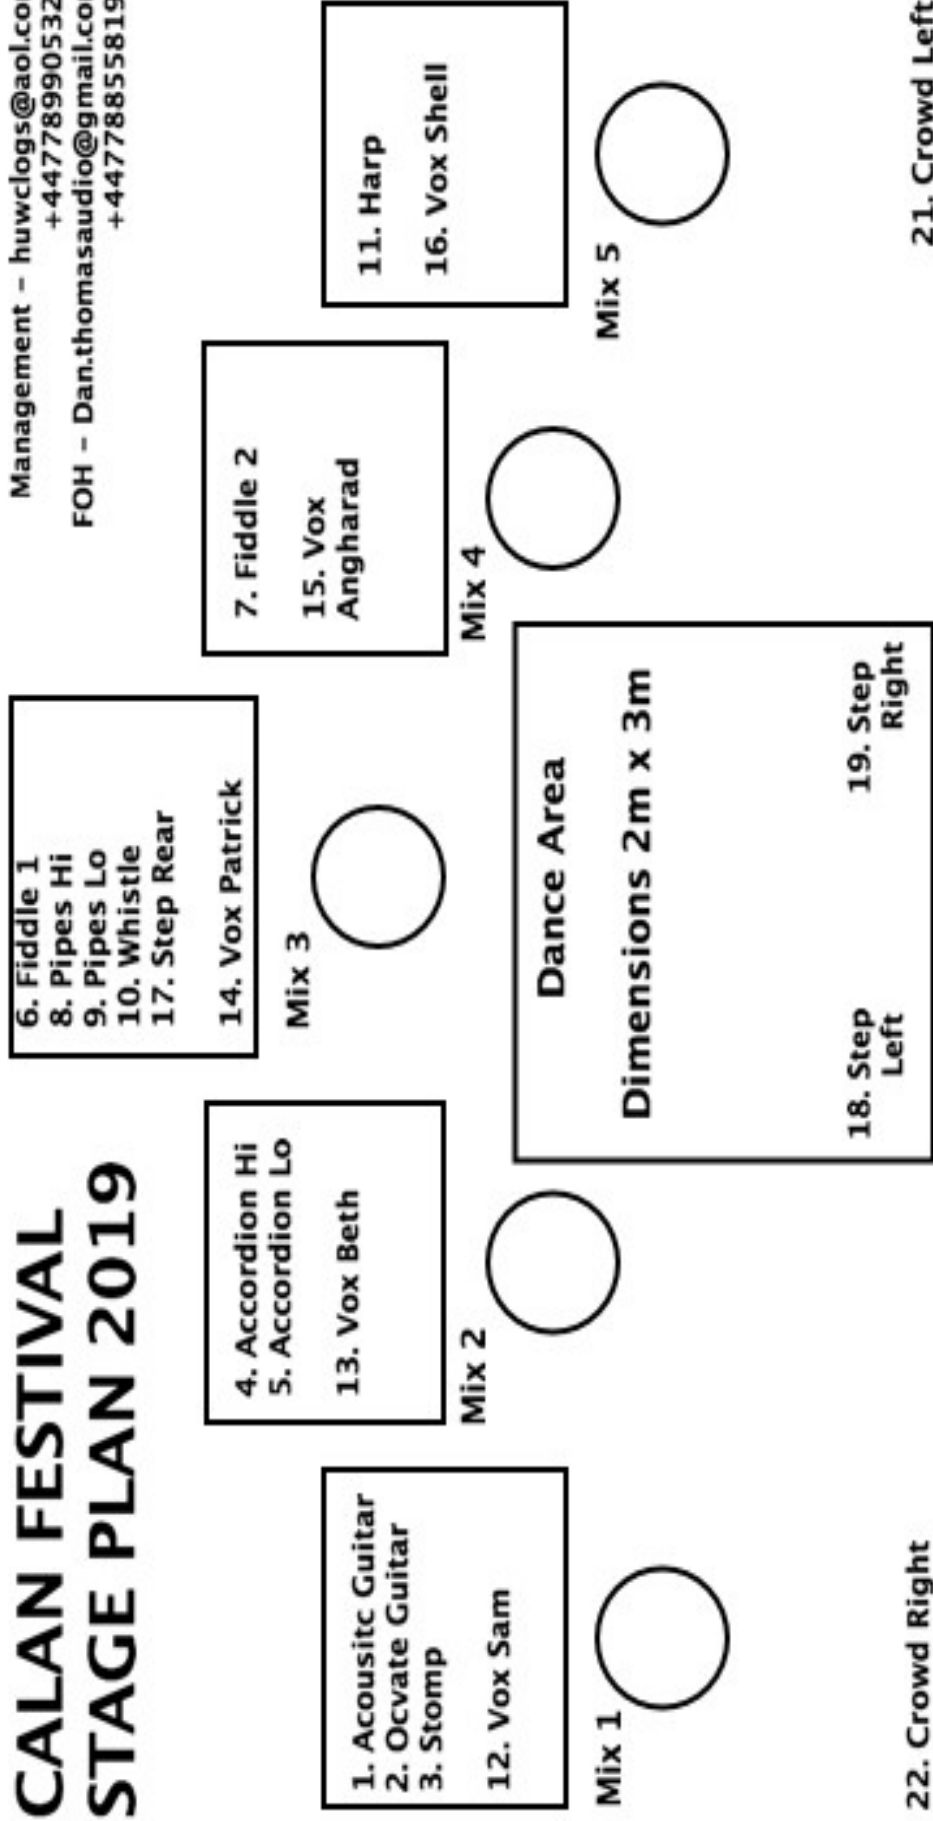 CALAN FESTIVAL
STAGE PLAN 2019
Management – huwclogs@aol.co
+44778990532
FOH – Dan.thomasaudio@gmail.co
+44778855819
1. Acousitc Guitar
2. Ocvate Guitar
3. Stomp
12. Vox Sam
Mix 1
4. Accordion Hi
5. Accordion Lo
13. Vox Beth
Mix 2
6. Fiddle 1
8. Pipes Hi
9. Pipes Lo
10. Whistle
17. Step Rear
14. Vox Patrick
Mix 3
7. Fiddle 2
15. Vox
Angharad
Mix 4
11. Harp
16. Vox Shell
Mix 5
Dance Area
Dimensions 2m x 3m
18. Step
Left
19. Step
Right
22. Crowd Right
21. Crowd Left